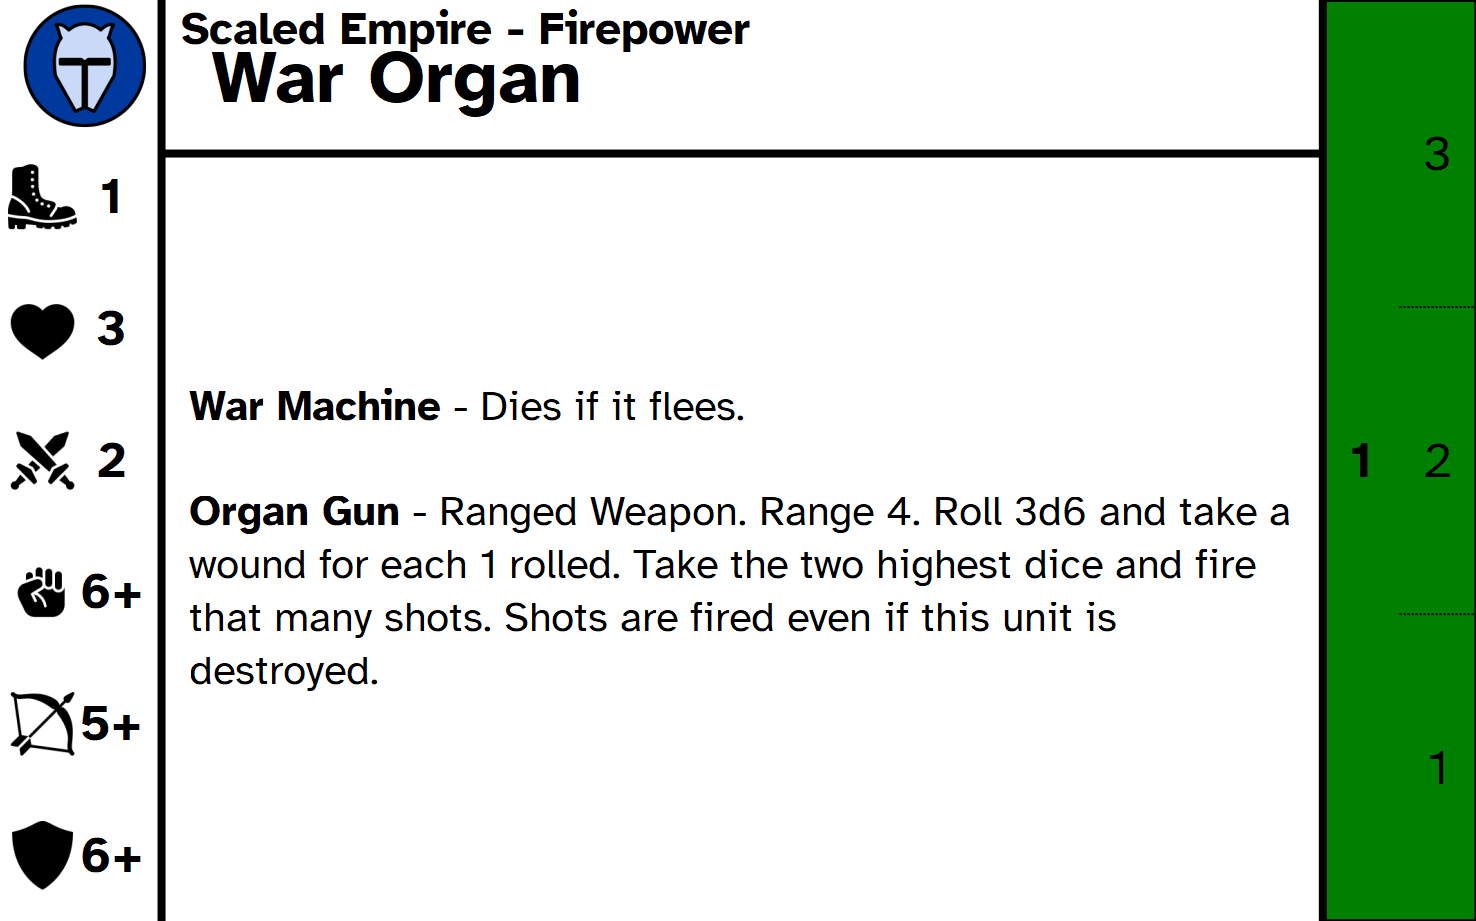 Scaled Empire - Firepower
War Organ
1
3
2
6+
5+
6+
War Machine - Dies if it flees.
Organ Gun - Ranged Weapon. Range 4. Roll 3d6 and take a
wound for each 1 rolled. Take the two highest dice and fire
that many shots. Shots are fired even if this unit is
destroyed.
3
1 2
1